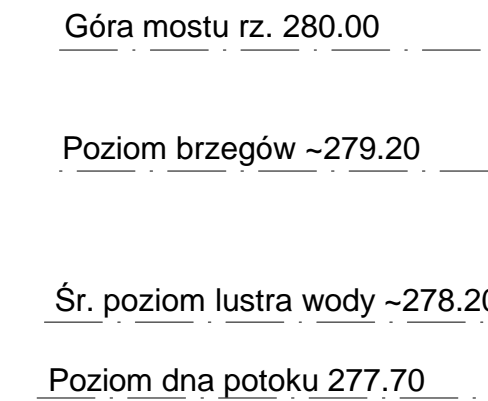 Góra mostu rz. 280.00
Poziom brzegów ~279.20
Śr. poziom lustra wody ~278.20
Poziom dna potoku 277.70